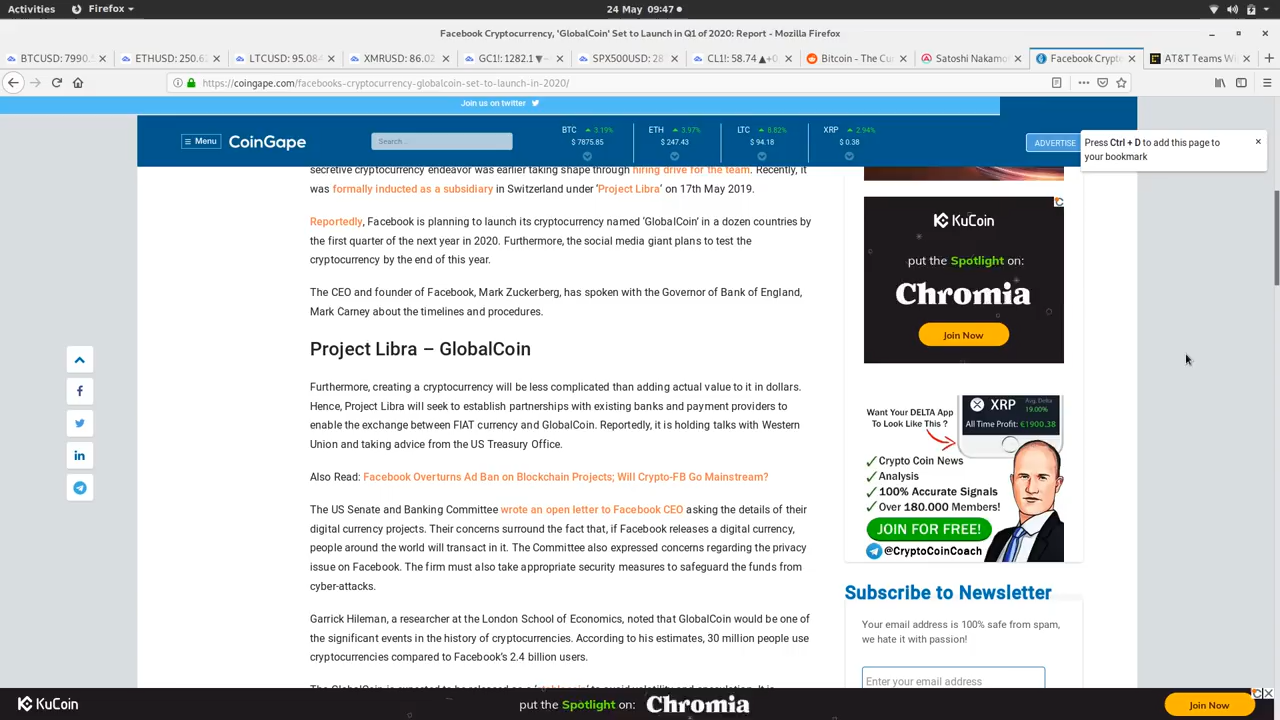 Activities
Firefox
24 May 09:47
Facebook Cryptocurrency, 'GlobalCoin' Set to Launch in Q1 of 2020: Report - Mozilla Firefox
BTCUSD: 7990.
ETHUSD: 250.6
LTCUSD: 95.08
XMRUSD: 86.0
GC1!: 1282.1
SPX500USD: 28
CL1!: 58.74
Bitcoin - The Cu
Satoshi Nakamo
Facebook Crypt
AT&T Teams W
https://coingape.com/facebooks-cryptocurrency-globalcoin-set-to-launch-in-2020/
Join us on twitter
Menu
CoinGape
Search ..
BTC 3.19%
$ 7875.85
ETH 3.97%
$ 247.43
LTC 8.82%
$ 94.18
XRP 2.94%
$ 0.38
ADVERTISE
Press Ctrl + D to add this page to
your bookmark
secretive cryptocurrency endeavor was earlier taking shape through hiring drive for the team. Recently, it
was formally inducted as a subsidiary in Switzerland under 'Project Libra' on 17th May 2019.
Reportedly, Facebook is planning to launch its cryptocurrency named 'GlobalCoin' in a dozen countries by
the first quarter of the next year in 2020. Furthermore, the social media giant plans to test the
cryptocurrency by the end of this year.
The CEO and founder of Facebook, Mark Zuckerberg, has spoken with the Governor of Bank of England,
Mark Carney about the timelines and procedures.
Project Libra – GlobalCoin
Furthermore, creating a cryptocurrency will be less complicated than adding actual value to it in dollars.
Hence, Project Libra will seek to establish partnerships with existing banks and payment providers to
enable the exchange between FIAT currency and GlobalCoin. Reportedly, it is holding talks with Western
Union and taking advice from the US Treasury Office.
Also Read: Facebook Overturns Ad Ban on Blockchain Projects; Will Crypto-FB Go Mainstream?
The US Senate and Banking Committee wrote an open letter to Facebook CEO asking the details of their
digital currency projects. Their concerns surround the fact that, if Facebook releases a digital currency,
people around the world will transact in it. The Committee also expressed concerns regarding the privacy
issue on Facebook. The firm must also take appropriate security measures to safeguard the funds from
cyber-attacks.
Garrick Hileman, a researcher at the London School of Economics, noted that GlobalCoin would be one of
the significant events in the history of cryptocurrencies. According to his estimates, 30 million people use
cryptocurrencies compared to Facebook's 2.4 billion users.
KuCoin
put the Spotlight on:
Chromia
Join Now
Want Your DELTA App
To Look Like This ?
XRP
Avg. Delta
19.00%
All Time Profit: €1900.38
Crypto Coin News
Analysis
100% Accurate Signals
Over 180.000 Members!
JOIN FOR FREE!
@CryptoCoinCoach
Subscribe to Newsletter
Your email address is 100% safe from spam,
we hate it with passion!
Enter your email address
KuCoin
put the Spotlight on: Chromia
Join Now